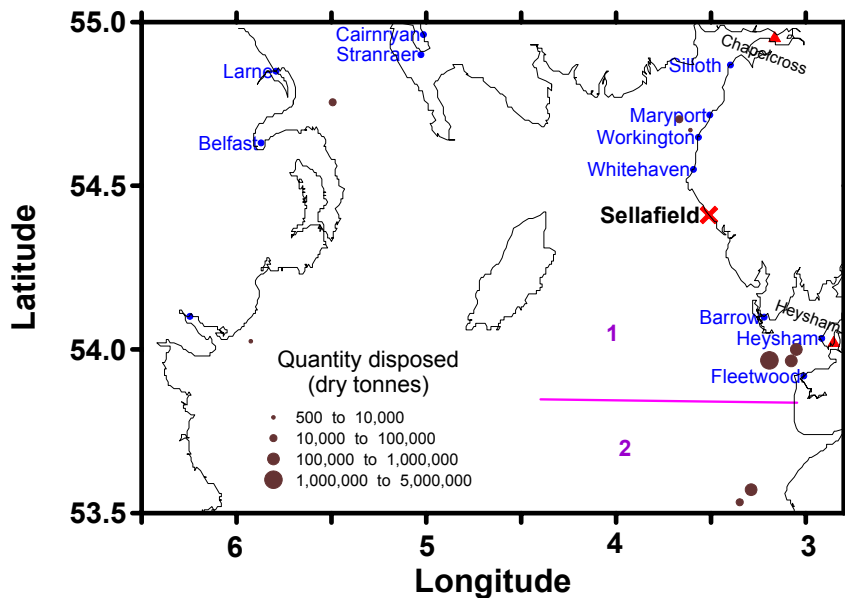 55.0
Cairnryan
Stranraer
Chapelcross
Larne
Silloth
Maryport
Workington
Belfast
Whitehaven
54.5
Sellafield
Latitude
Barrow
Heysham
1
Heysham
54.0
Quantity disposed
(dry tonnes)
Fleetwood
500 to 10,000
10,000 to 100,000
100,000 to 1,000,000
1,000,000 to 5,000,000
2
53.5
6
5
4
3
Longitude